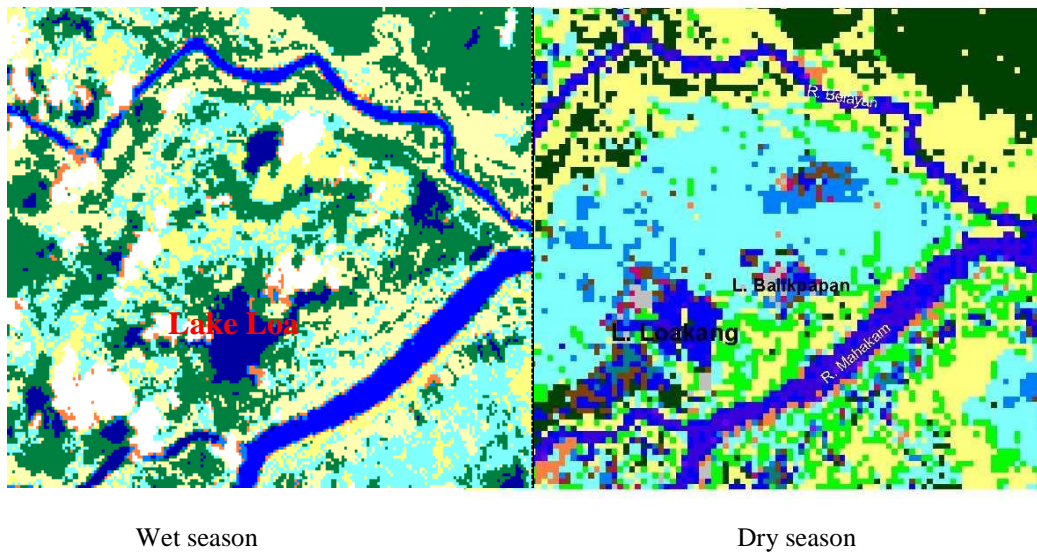 R. Belayan
L. Balikpapan
Lake Loa
L. Loakang
R. Mahakam
Wet season
Dry season